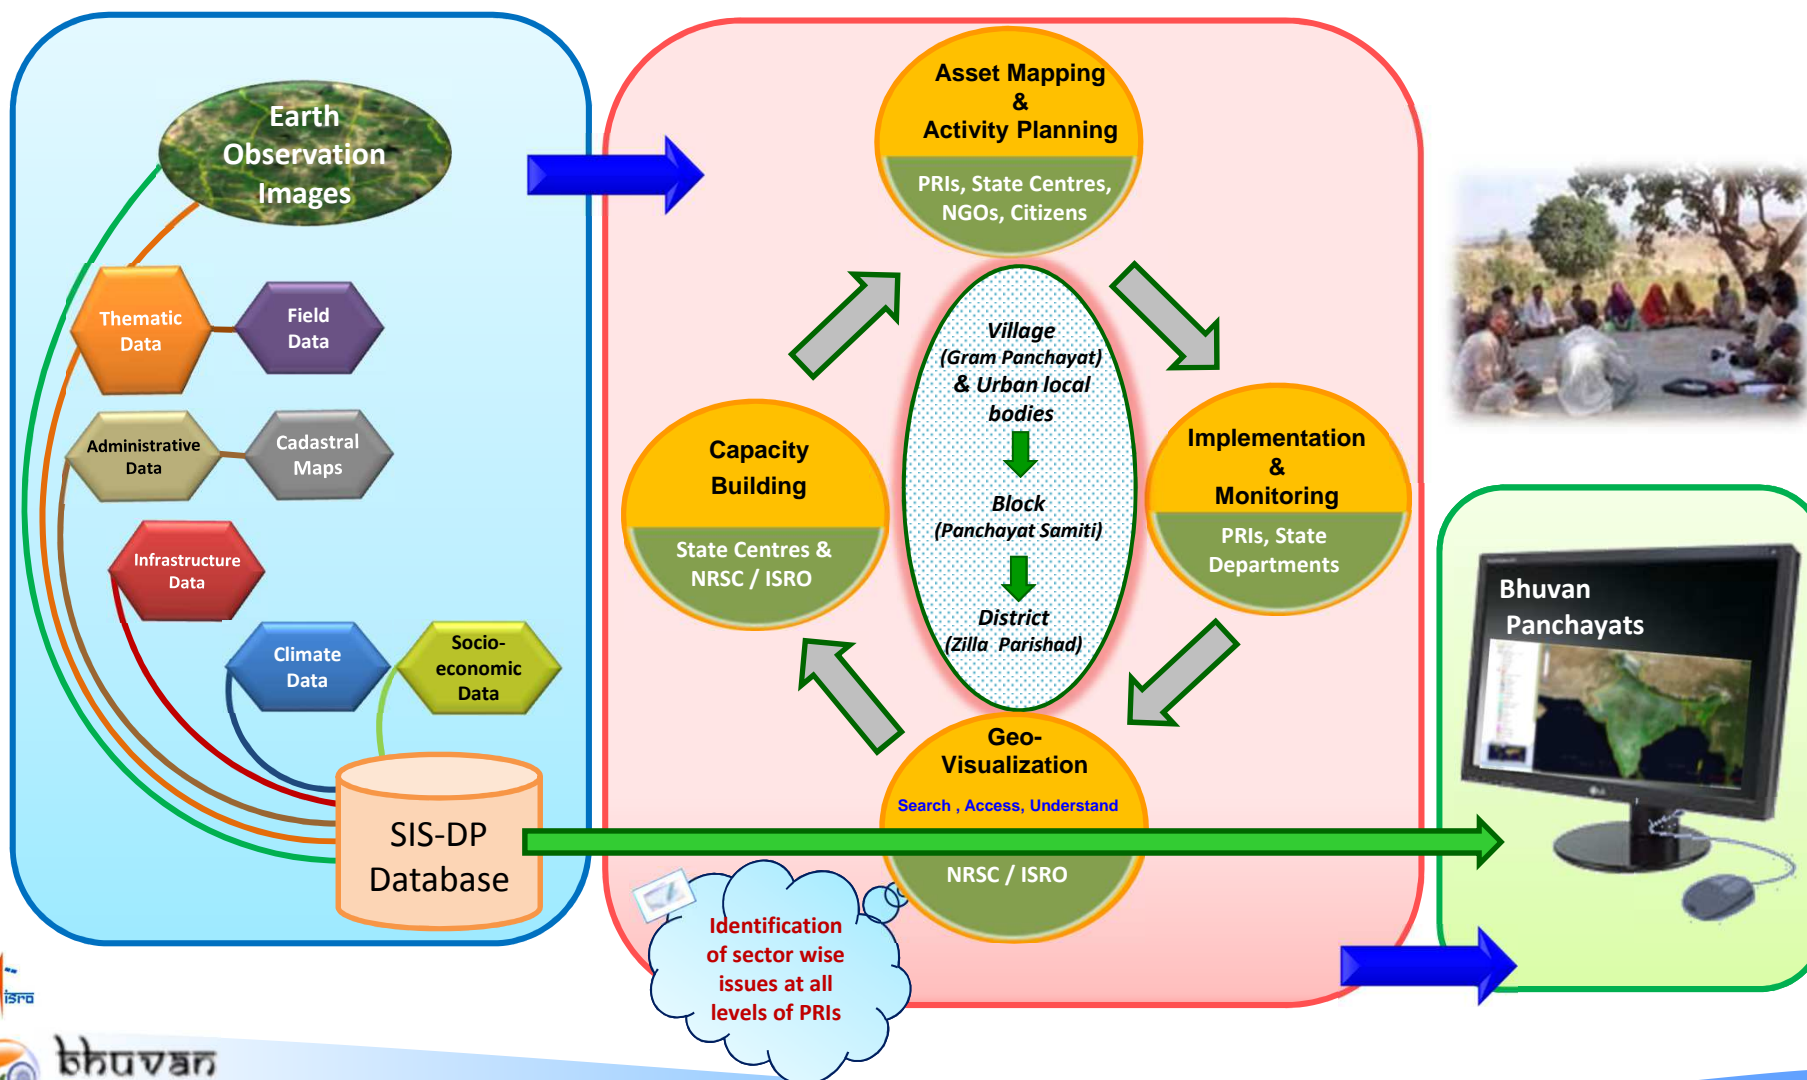 Earth
Observation
Images
Thematic
Data
Field
Data
Administrative
Data
Cadastral
Maps
Infrastructure
Data
Climate
Data
Socio-
economic
Data
SIS-DP
Database
Asset Mapping
&
Activity Planning
PRIs, State Centres,
NGOs, Citizens
Capacity
Building
State Centres &
NRSC / ISRO
Village
(Gram Panchayat)
& Urban local
bodies
Block
(Panchayat Samiti)
District
(Zilla Parishad)
Implementation
&
Monitoring
PRIs, State
Departments
Geo-
Visualization
Search , Access, Understand
NRSC / ISRO
Identification
of sector wise
issues at all
levels of PRIs
Bhuvan
Panchayats
LG
isro
bhuvan